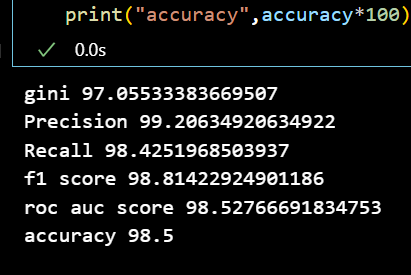 print("accuracy",accuracy*100)
0.0s
gini 97.05533383669507
Precision 99.20634920634922
Recall 98.4251968503937
f1 score 98.81422924901186
roc auc score 98.52766691834753
accuracy 98.5